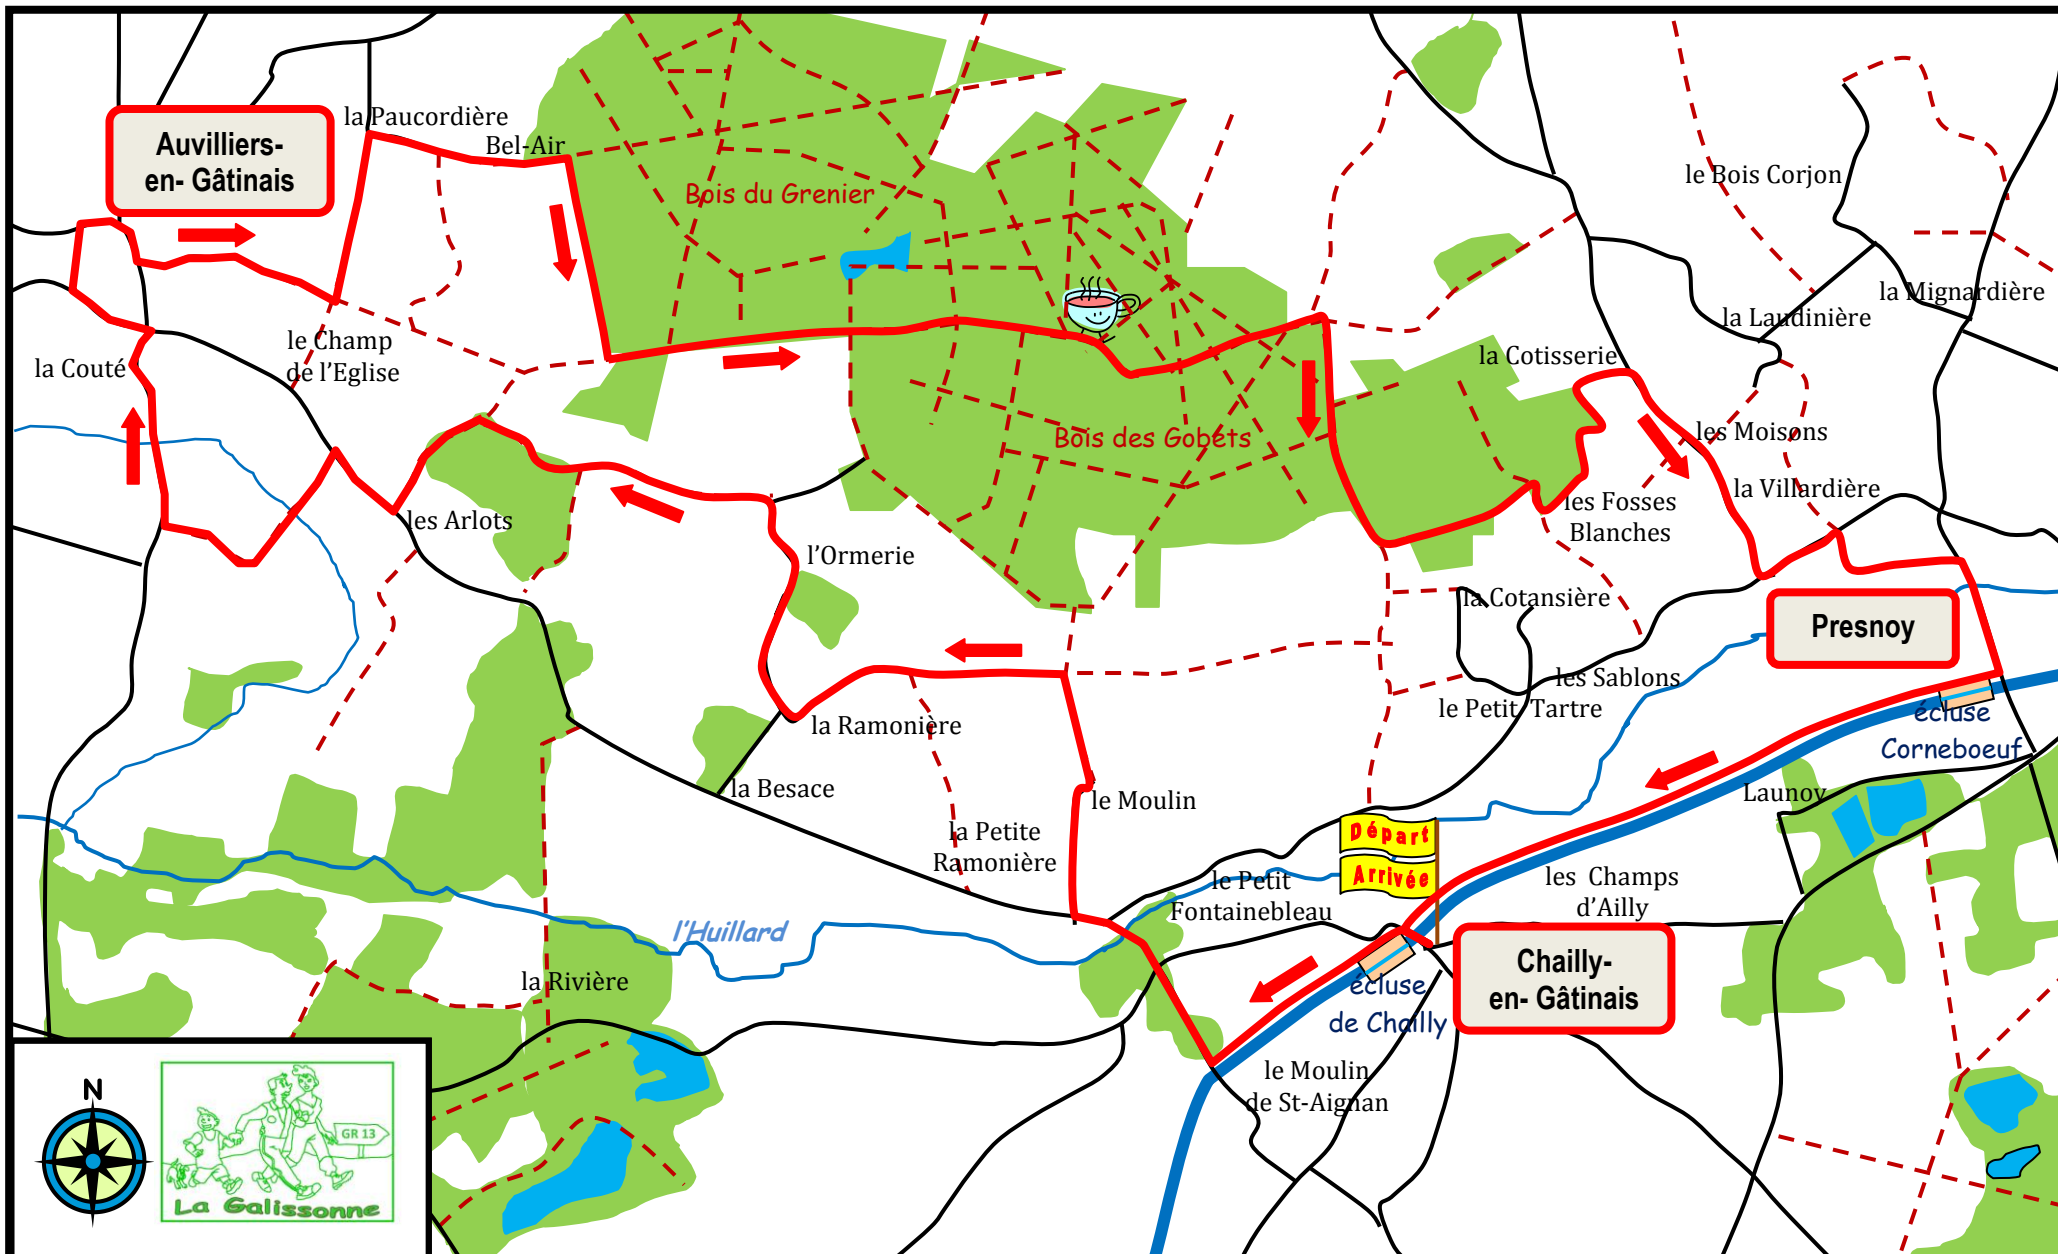 la Paucordière
Auvilliers-
en- Gâtinais
Bel-Air
Bois du Grenier
le Bois Corjon
la Mignardière
la Laudinière
le Champ
de l'Eglise
la Couté
la Cotisserie
Bois des Gobets
les Moisons
la Villardière
les Fosses
Blanches
les Arlots
l'Ormerie
la Cotansière
Presnoy
les Sablons
le Petit Tartre
la Ramonière
écluse
Corneboeuf
la Besace
le Moulin
Launoy
la Petite
Ramonière
Départ
Arrivée
le Petit
Fontainebleau
les Champs
d'Ailly
l'Huillard
la Rivière
Chailly-
en- Gâtinais
écluse
de Chailly
le Moulin
de St-Aignan
N
GR 13
La Galissonne